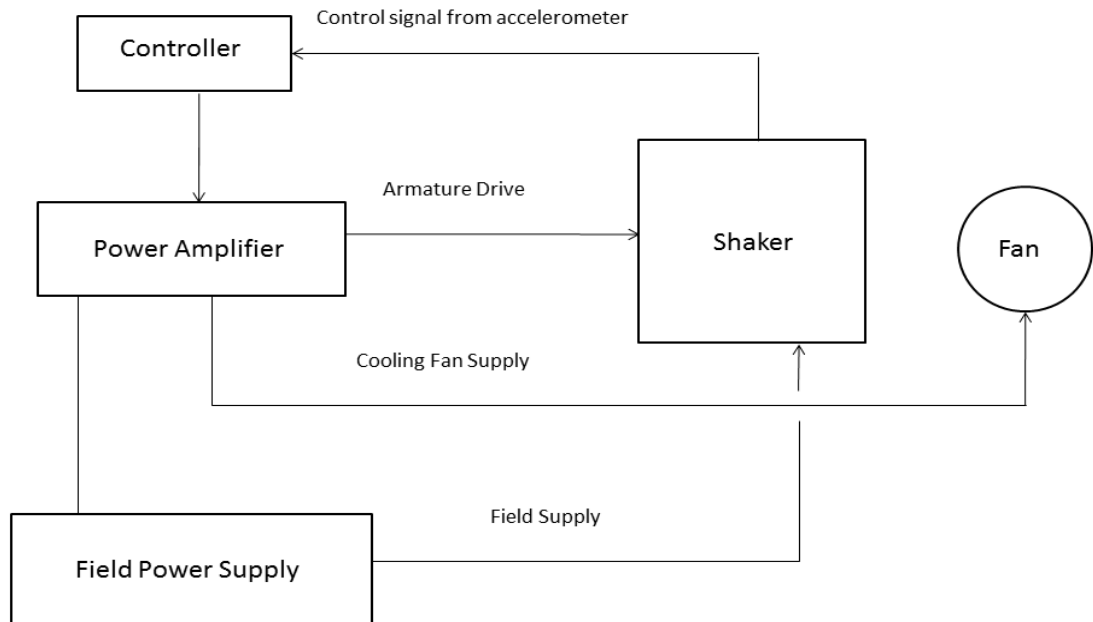 Control signal from accelerometer
Controller
Armature Drive
Power Amplifier
Shaker
Fan
Cooling Fan Supply
Field Supply
Field Power Supply